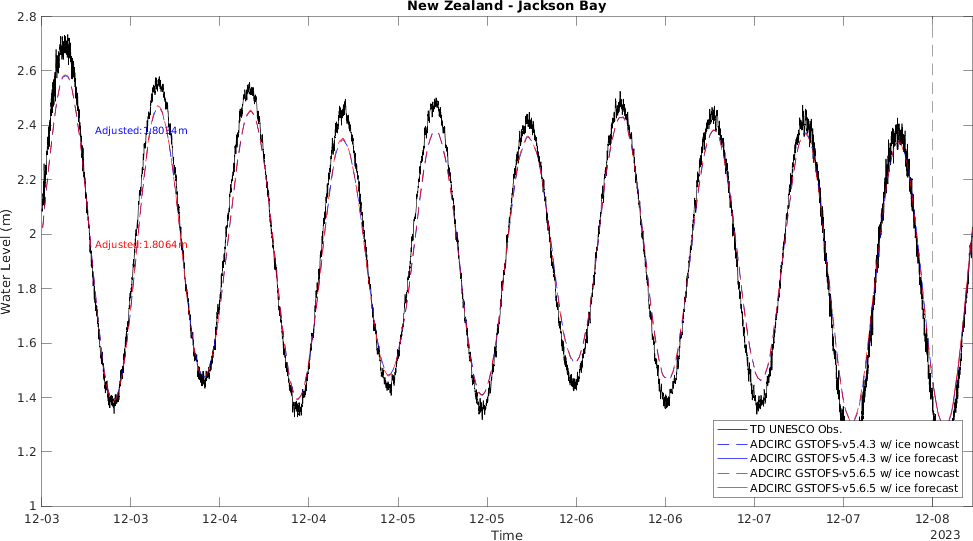 New Zealand - Jackson Bay
2.8
2.6
2.4
2.2
2
1.8
1.6
1.4
1.2
1
Water Level (m)
Adjusted:1.8014m
Adjusted:1.8064m
TD UNESCO Obs.
ADCIRC GSTOFS-v5.4.3 w/ ice nowcast
ADCIRC GSTOFS-v5.4.3 w/ ice forecast
ADCIRC GSTOFS-v5.6.5 w/ ice nowcast
ADCIRC GSTOFS-v5.6.5 w/ ice forecast
12-03 12-03 12-04 12-04 12-05 12-05 12-06 12-06 12-07 12-07 12-08
Time 2023